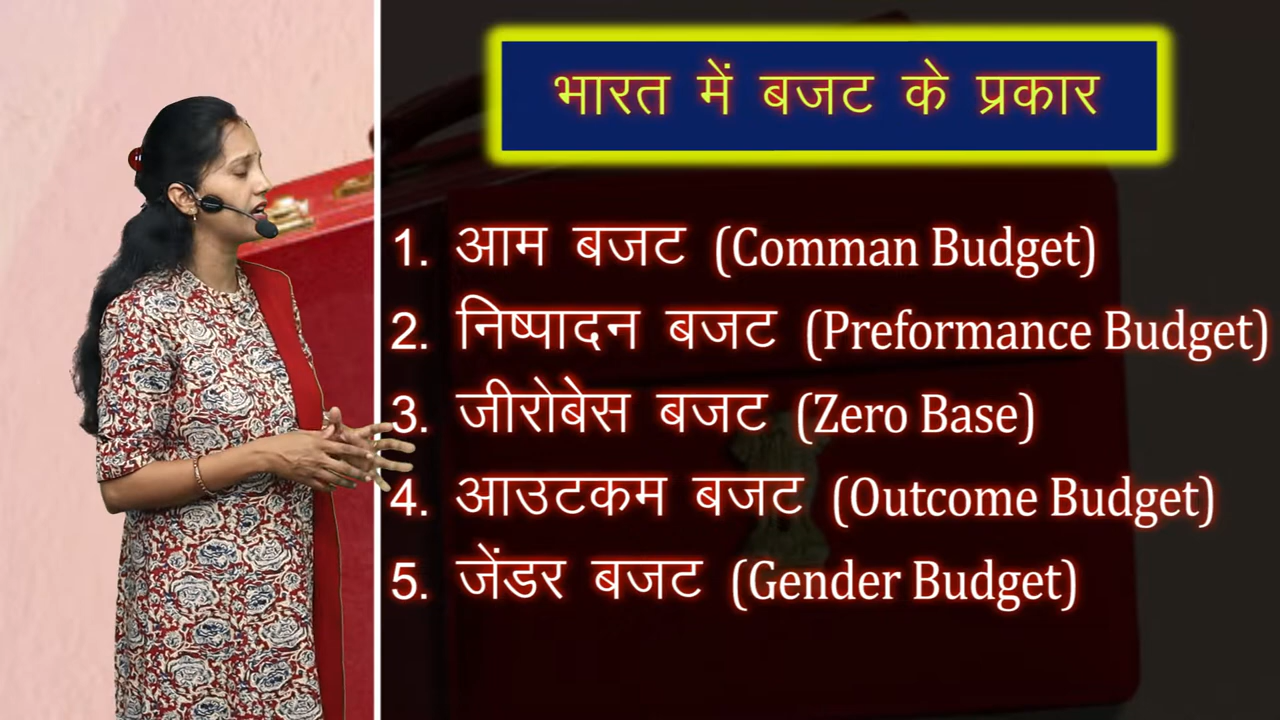 भारत में बजट के प्रकार
1. आम बजट (Comman Budget)
2. निष्पादन बजट (Preformance Budget)
3. जीरोबेस बजट (Zero Base)
4. आउटकम बजट (Outcome Budget)
5. जेंडर बजट (Gender Budget)